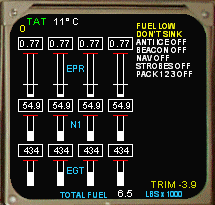 TAT 11° C
0
FUEL LOW
DON'T SINK
ANTI ICE OFF
BEACON OFF
NAV OFF
STROBES OFF
PACK 1 2 3 OFF
0.77 0.77 0.77 0.77
EPR
54.9 54.9 54.9 54.9
N1
434 434 434 434
EGT
TRIM -3.9
TOTAL FUEL 6.5 LBS x 1000